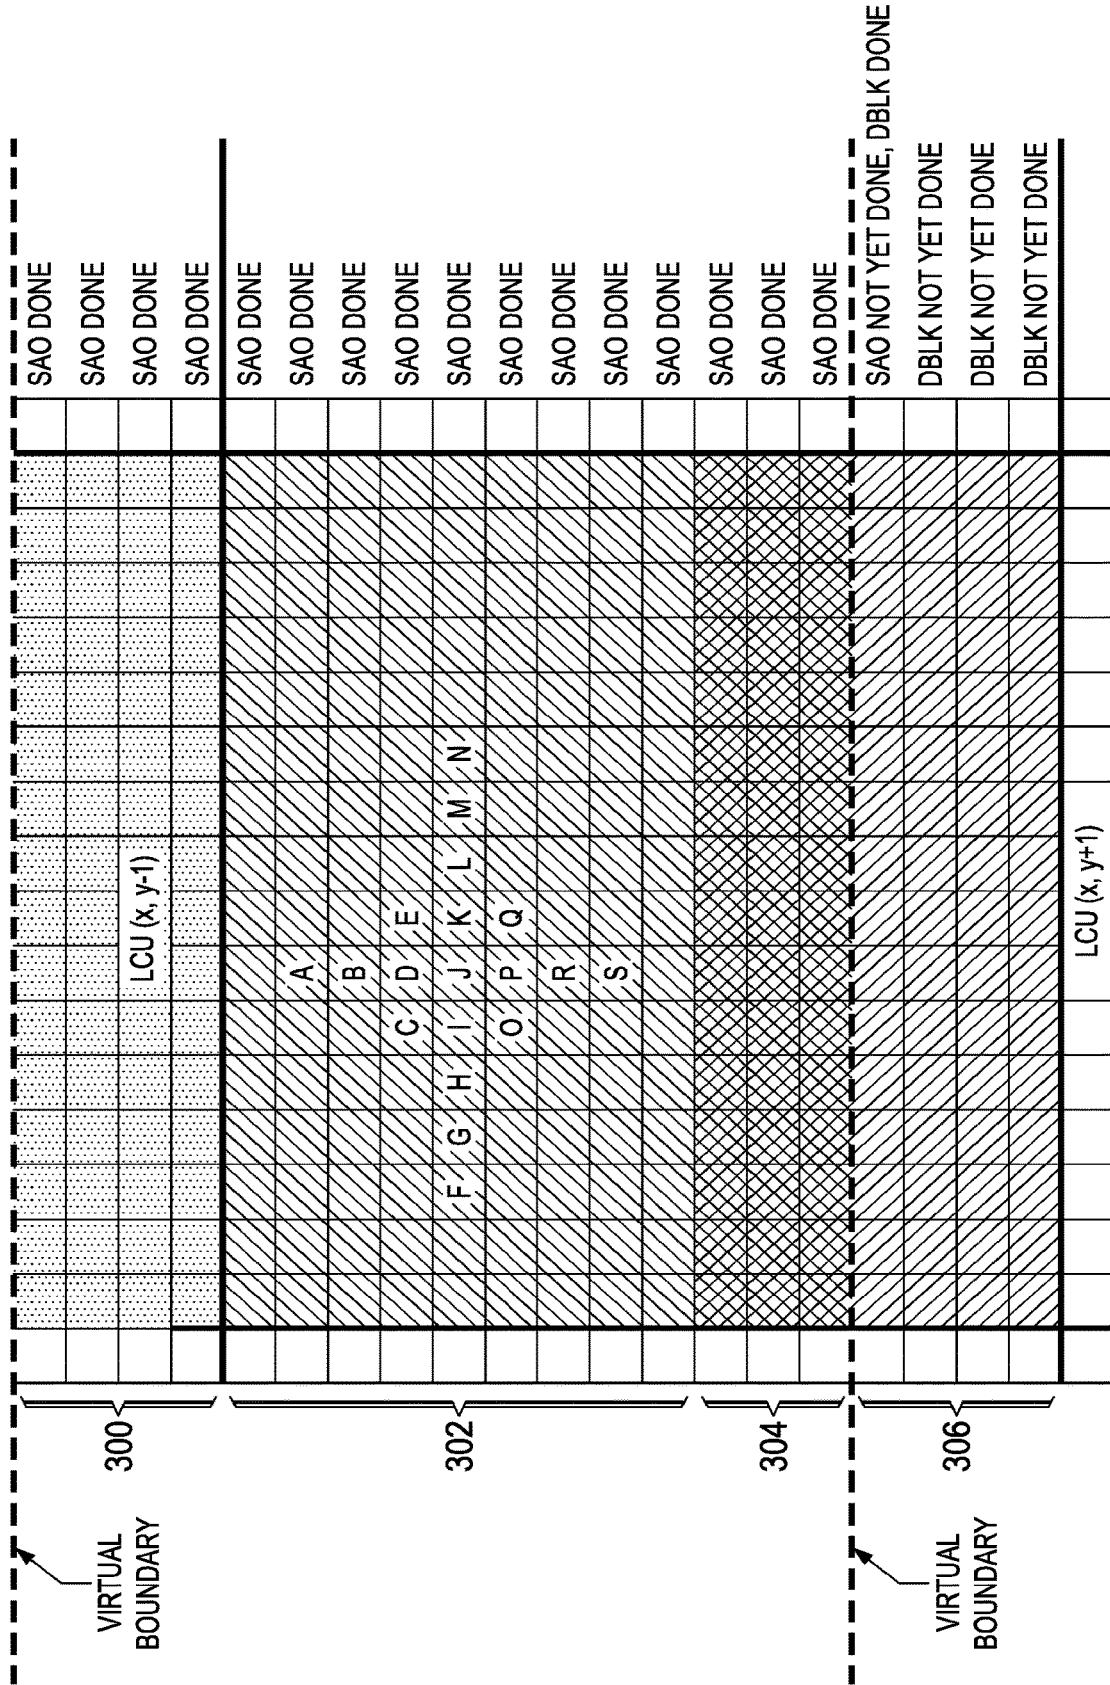 SAO DONE
SAO DONE
VIRTUAL
BOUNDARY
300
LCU (x, y-1)
SAO DONE
SAO DONE
SAO DONE
A
SAO DONE
B
SAO DONE
C D E
SAO DONE
302
F G H I J K L M N
SAO DONE
O P Q
SAO DONE
R
SAO DONE
S
SAO DONE
SAO DONE
SAO DONE
304
SAO DONE
SAO DONE
SAO NOT YET DONE, DBLK DONE
DBLK NOT YET DONE
VIRTUAL
BOUNDARY
306
DBLK NOT YET DONE
DBLK NOT YET DONE
LCU (x, y+1)